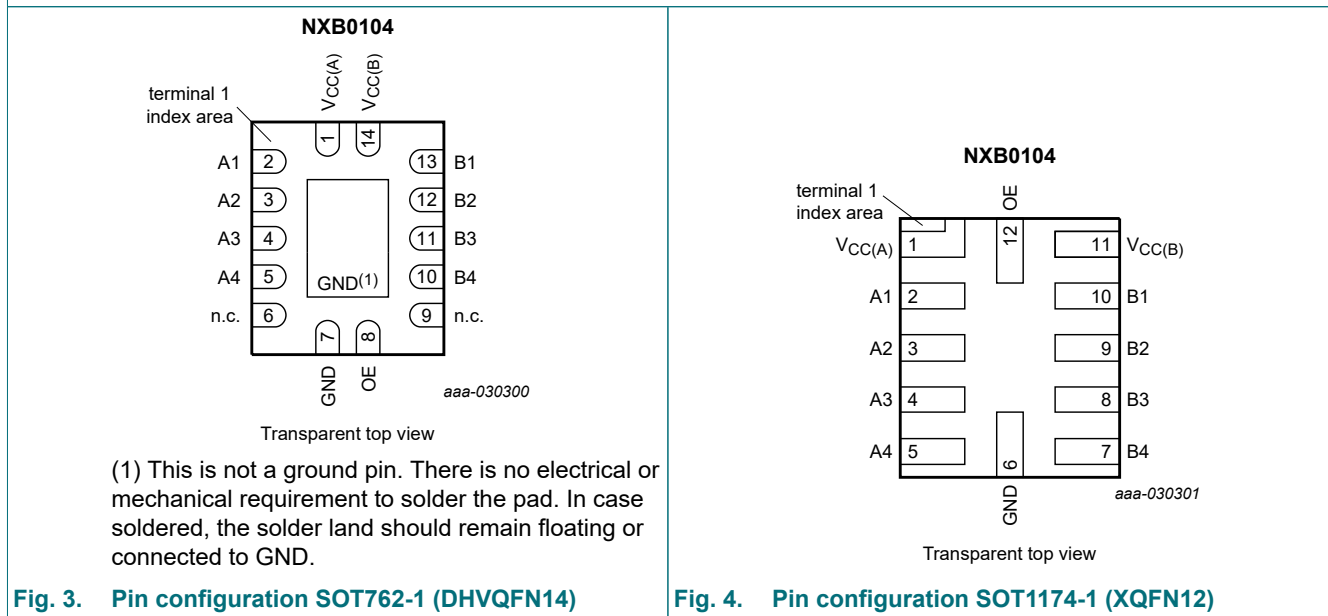 NXB0104
VCC(A)
VCC(B)
terminal 1
index area
1
14
A1 2
13 B1
A2 3
12 B2
A3 4
11 B3
A4 5
10 B4
GND(1)
n.c. 6
9 n.c.
7
8
GND
OE
aaa-030300
Transparent top view
(1) This is not a ground pin. There is no electrical or
mechanical requirement to solder the pad. In case
soldered, the solder land should remain floating or
connected to GND.
Fig. 3. Pin configuration SOT762-1 (DHVQFN14)
NXB0104
terminal 1
index area
OE
12
VCC(A) 1
11 VCC(B)
A1 2
10 B1
A2 3
9 B2
A3 4
8 B3
A4 5
7 B4
6
GND
aaa-030301
Transparent top view
Fig. 4. Pin configuration SOT1174-1 (XQFN12)